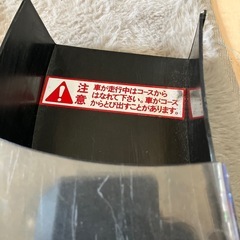 注意
車が走行中はコースから
はなれて下さい。車がコース
からとび出すことがあります。